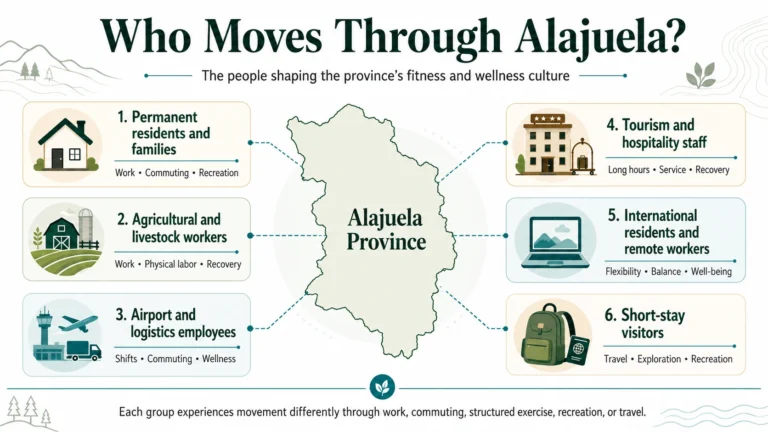 Who Moves Through Alajuela?
The people shaping the province's fitness and wellness culture
1. Permanent
residents and
families
Work • Commuting • Recreation
2. Agricultural and
livestock workers
Work • Physical labor • Recovery
3. Airport and
logistics employees
Shifts • Commuting • Wellness
Alajuela
Province
4. Tourism and
hospitality staff
Long hours • Service • Recovery
5. International
residents and
remote workers
Flexibility • Balance • Well-being
6. Short-stay
visitors
Travel • Exploration • Recreation
Each group experiences movement differently through work, commuting, structured exercise, recreation, or travel.